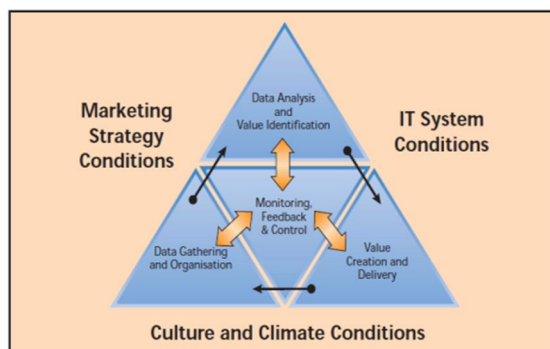 Data Analysis
and
Value Identification
Marketing
Strategy
Conditions
IT System
Conditions
Monitoring,
Feedback
& Control
Data Gathering
and Organisation
Value
Creation and
Delivery
Culture and Climate Conditions